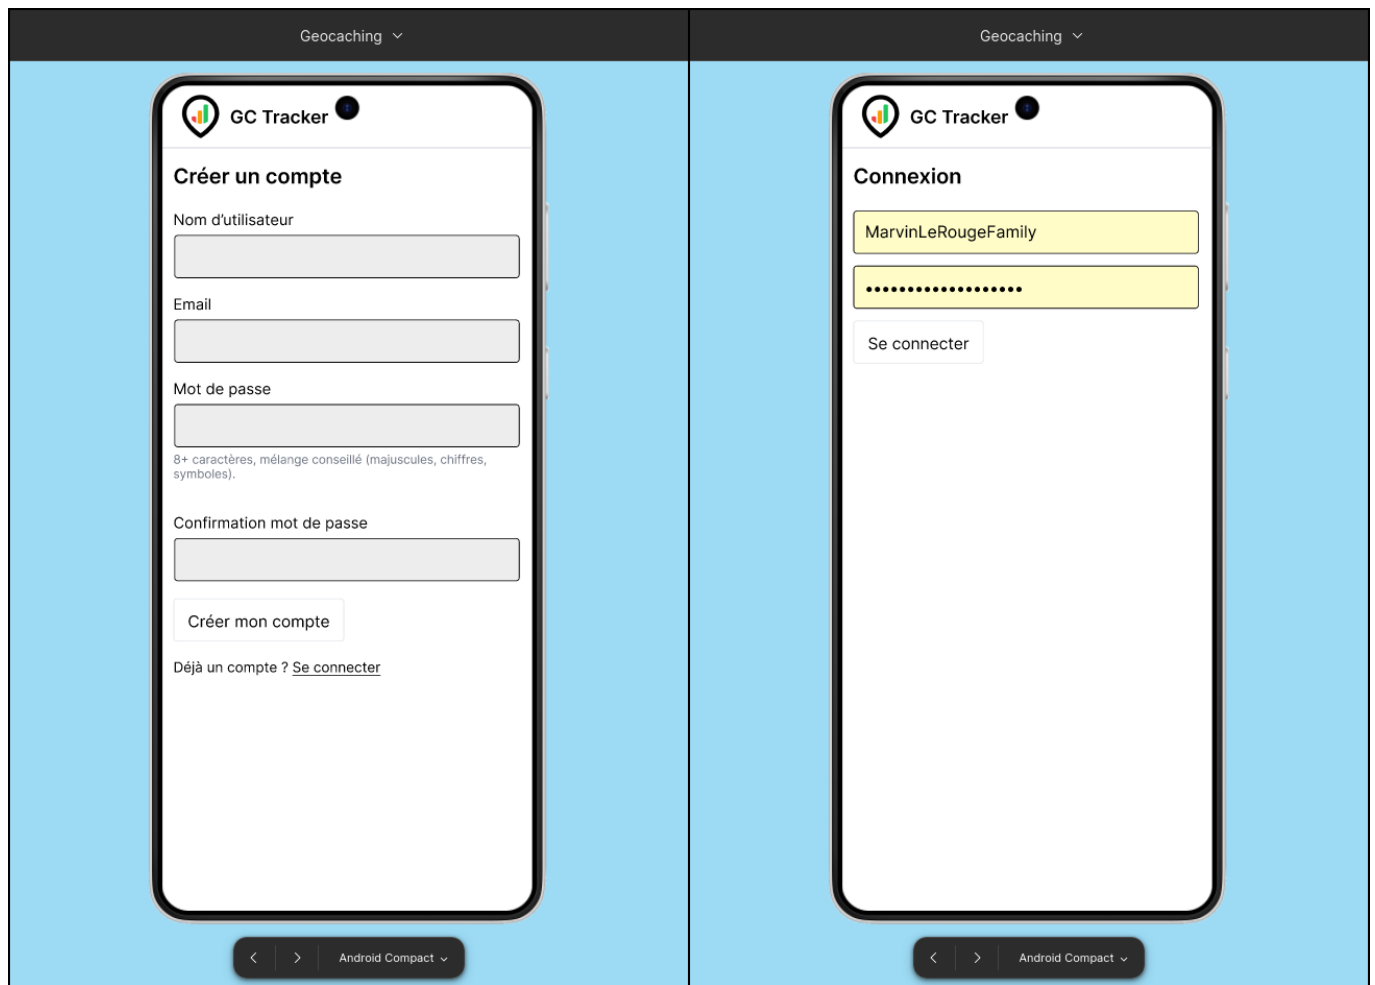 Geocaching
GC Tracker
Créer un compte
Nom d’utilisateur
Email
Mot de passe
8+ caractères, mélange conseillé (majuscules, chiffres,
symboles).
Confirmation mot de passe
Créer mon compte
Déjà un compte ? Se connecter
Android Compact
Geocaching
GC Tracker
Connexion
MarvinLeRougeFamily
•••••••••••••••••••
Se connecter
Android Compact